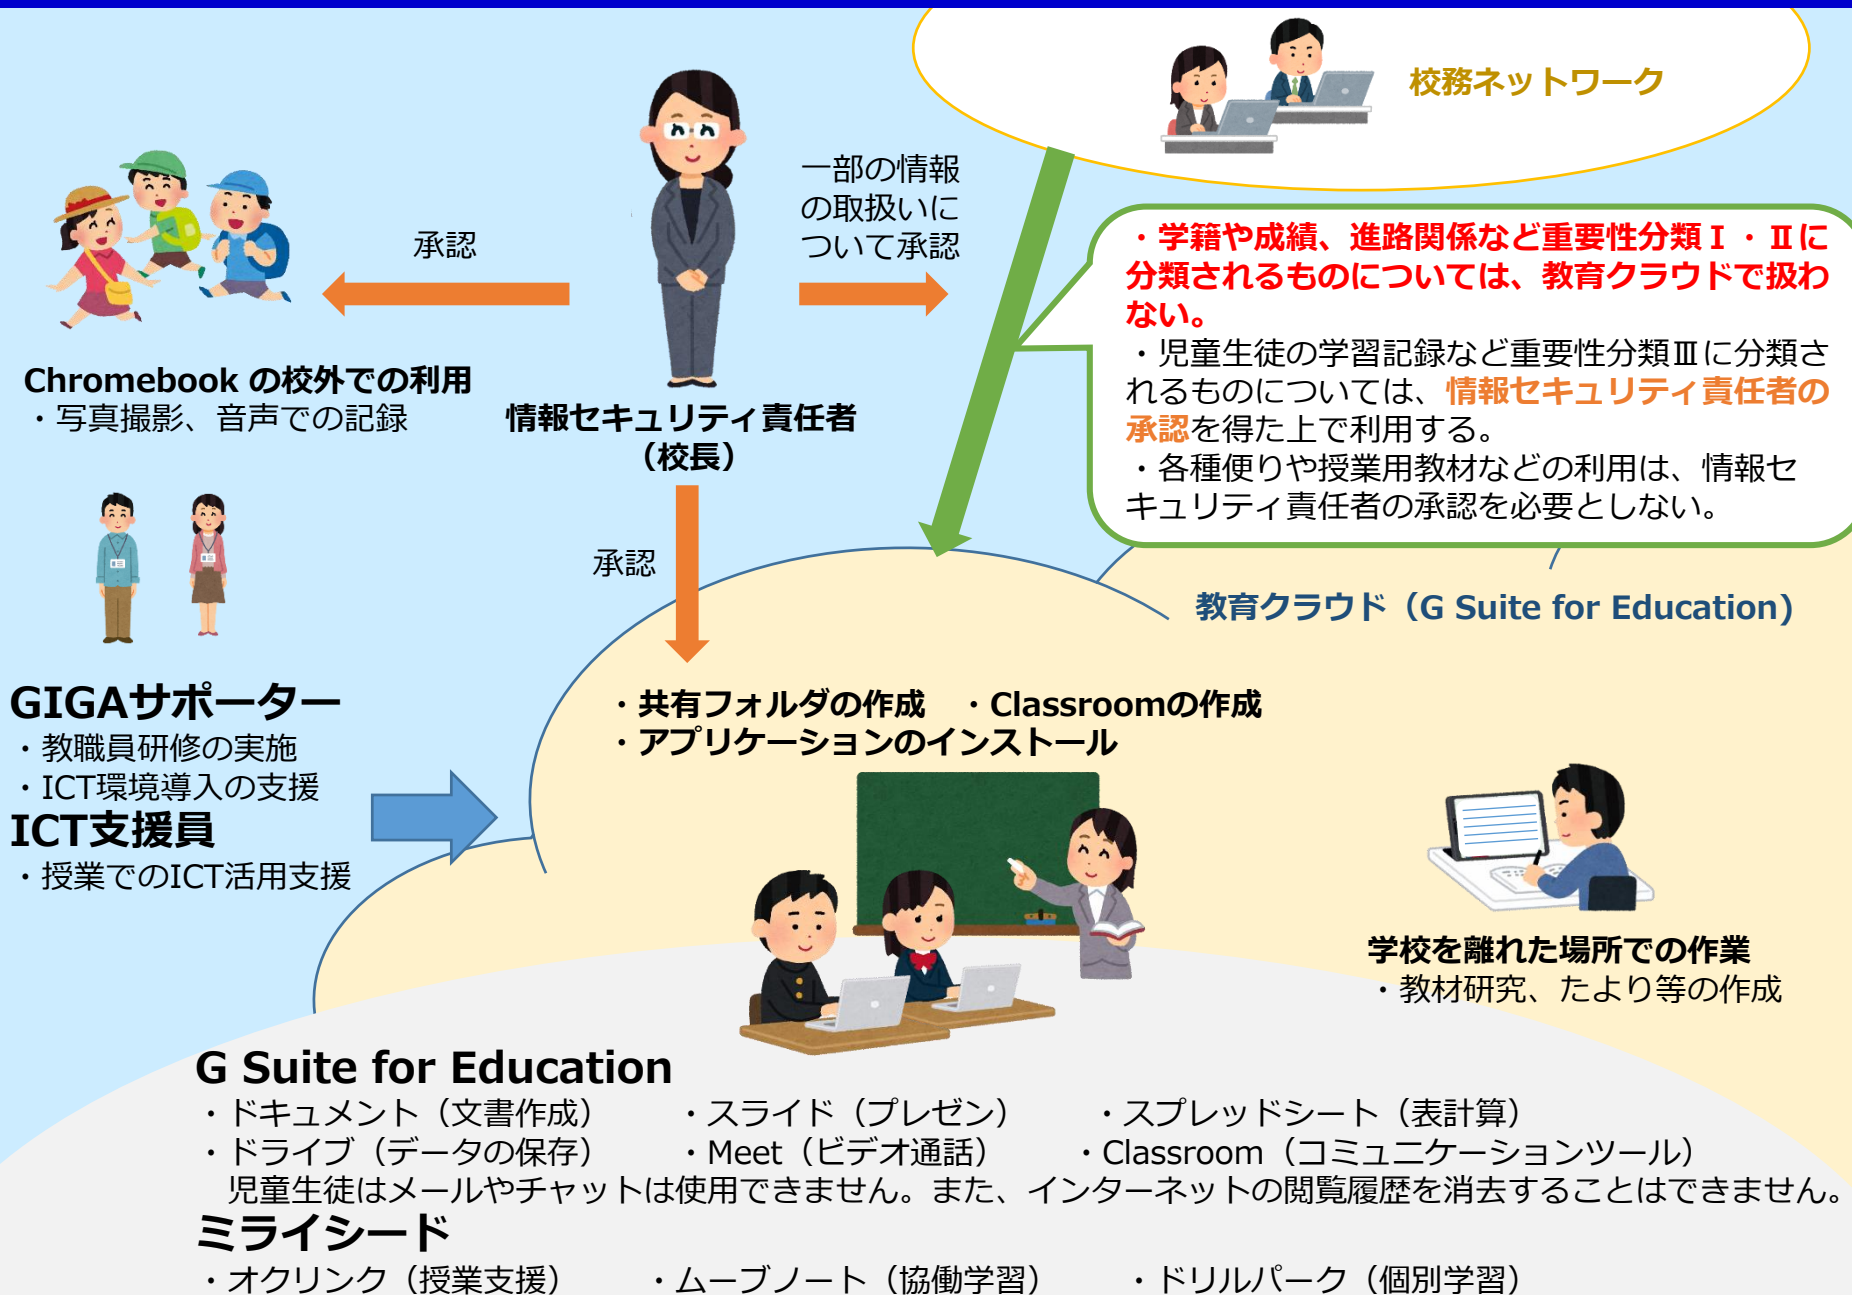 校務ネットワーク
一部の情報
の取扱いに
ついて承認
承認
・学籍や成績、進路関係など重要性分類Ⅰ・Ⅱに
分類されるものについては、教育クラウドで扱わ
ない。
・児童生徒の学習記録など重要性分類Ⅲに分類さ
れるものについては、情報セキュリティ責任者の
承認を得た上で利用する。
・各種便りや授業用教材などの利用は、情報セ
キュリティ責任者の承認を必要としない。
Chromebook の校外での利用
・写真撮影、音声での記録
情報セキュリティ責任者
（校長）
承認
教育クラウド（G Suite for Education)
GIGAサポーター
・教職員研修の実施
・ICT環境導入の支援
ICT支援員
・授業でのICT活用支援
・共有フォルダの作成　・Classroomの作成
・アプリケーションのインストール
学校を離れた場所での作業
・教材研究、たより等の作成
G Suite for Education
・ドキュメント（文書作成）　・スライド（プレゼン）　・スプレッドシート（表計算）
・ドライブ（データの保存）　・Meet（ビデオ通話）　・Classroom（コミュニケーションツール）
児童生徒はメールやチャットは使用できません。また、インターネットの閲覧履歴を消去することはできません。
ミライシード
・オクリンク（授業支援）　・ムーブノート（協働学習）　・ドリルパーク（個別学習）